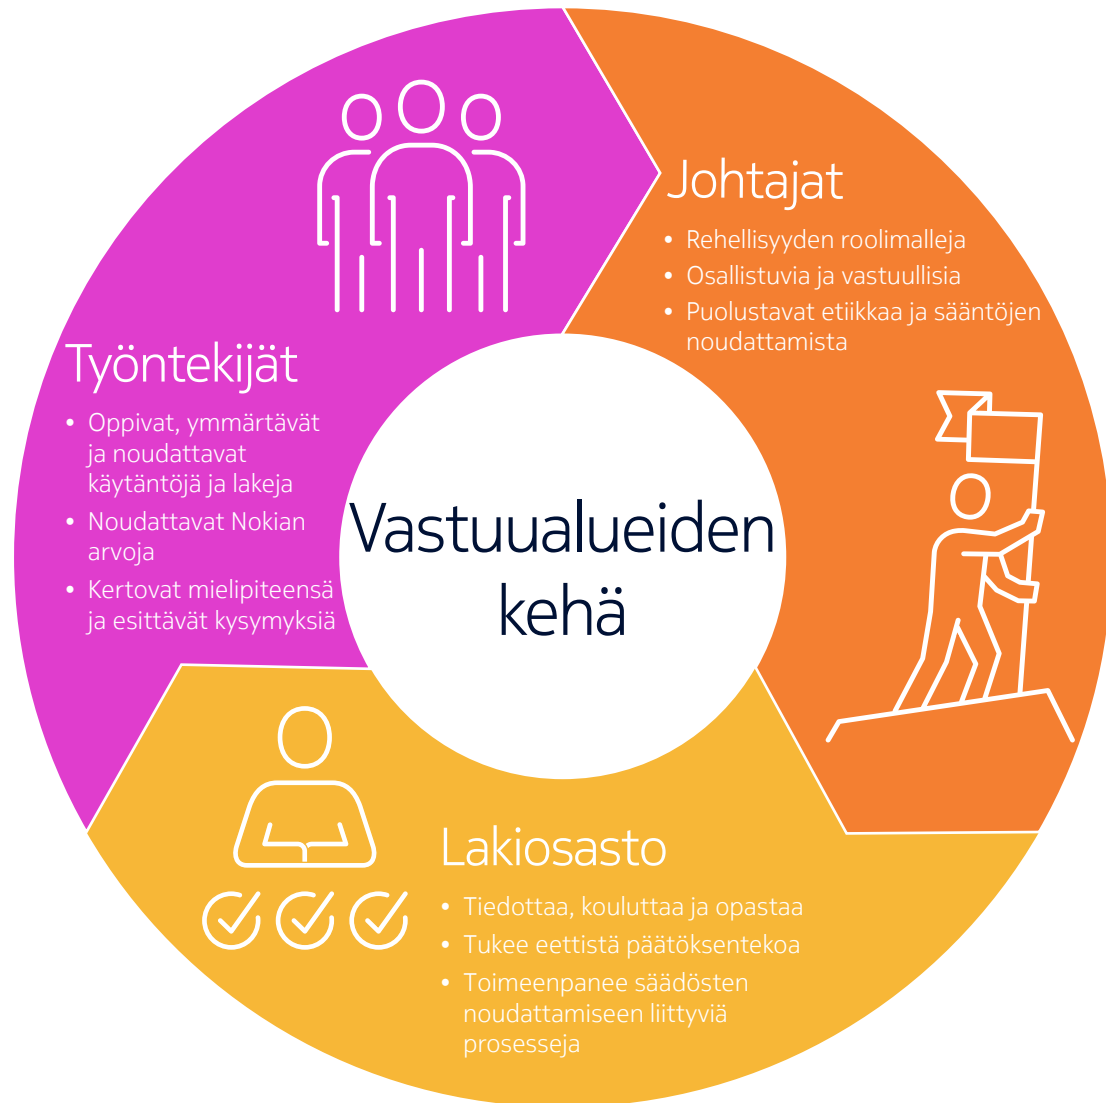 Johtajat
• Rehellisyyden roolimalleja
• Osallistuvia ja vastuullisia
• Puolustavat etiikkaa ja sääntöjen
noudattamista
Työntekijät
• Oppivat, ymmärtävät
ja noudattavat
käytäntöjä ja lakeja
• Noudattavat Nokian
arvoja
• Kertovat mielipiteensä
ja esittävät kysymyksiä
Vastuualueiden
kehä
Lakiosasto
• Tiedottaa, kouluttaa ja opastaa
• Tukee eettistä päätöksentekoa
• Toimeenpanee säädösten
noudattamiseen liittyviä
prosesseja